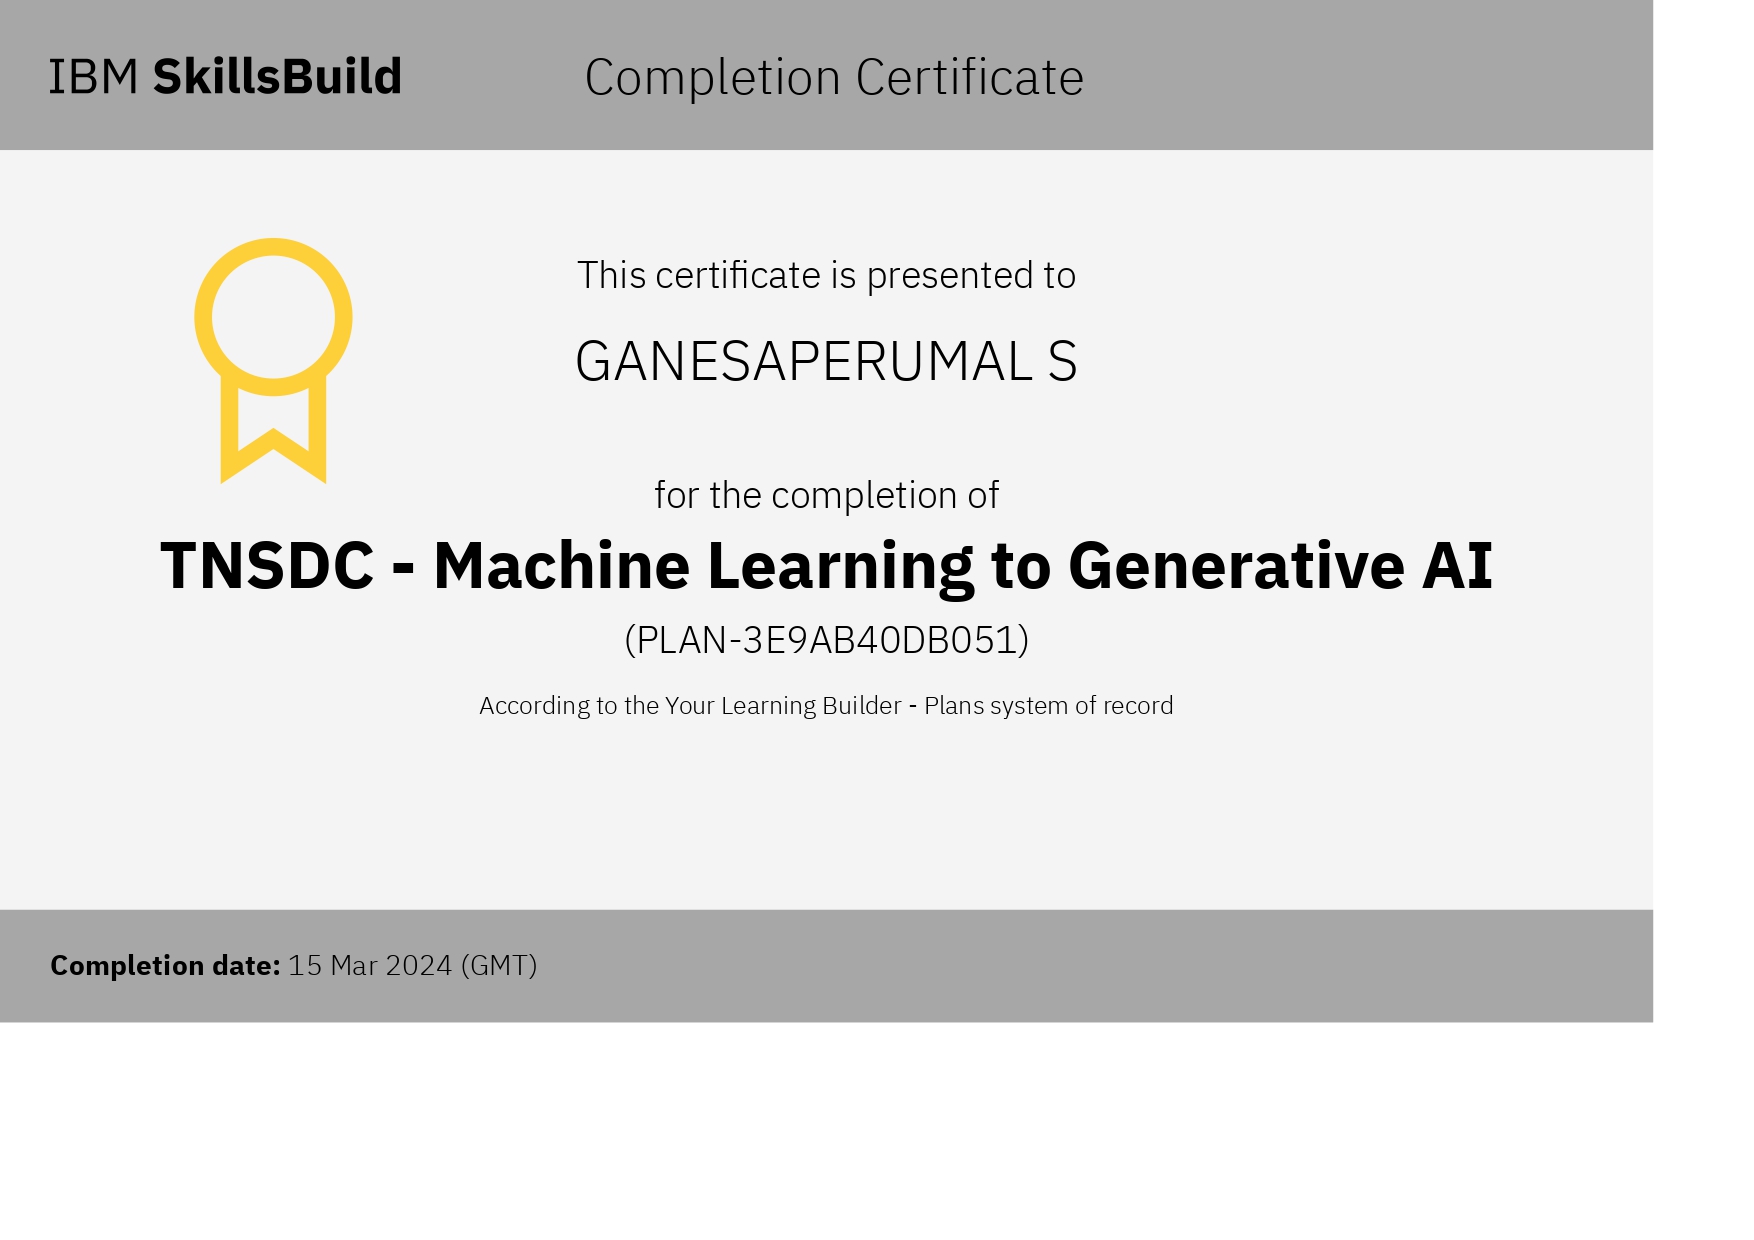 IBM SkillsBuild
Completion Certificate
This certificate is presented to
GANESAPERUMAL S
for the completion of
TNSDC - Machine Learning to Generative AI
(PLAN-3E9AB40DB051)
According to the Your Learning Builder - Plans system of record
Completion date: 15 Mar 2024 (GMT)